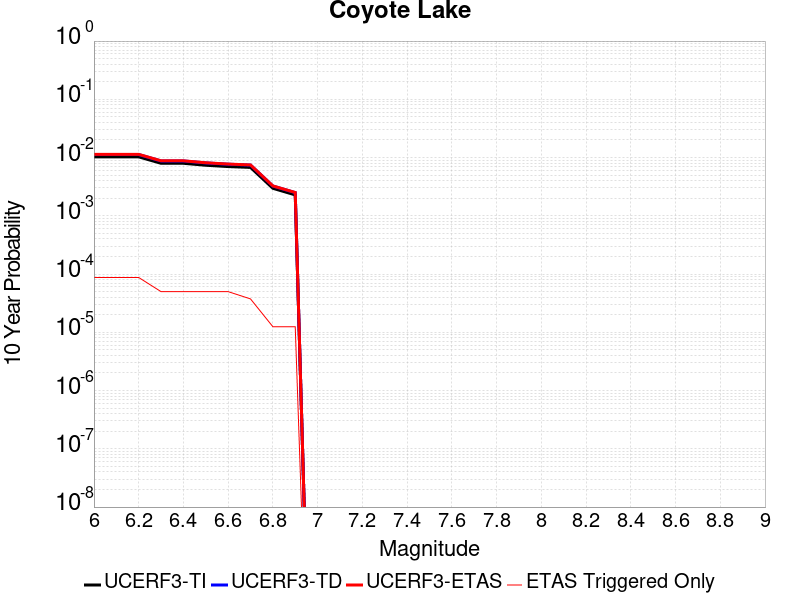 Coyote Lake
10 0
10 -1
10 -2
10 -3
10 -4
10 -5
10 -6
10 -7
10 -8
10 Year Probability
6 6.2 6.4 6.6 6.8 7 7.2 7.4 7.6 7.8 8 8.2 8.4 8.6 8.8 9
Magnitude
UCERF3-TI UCERF3-TD UCERF3-ETAS ETAS Triggered Only